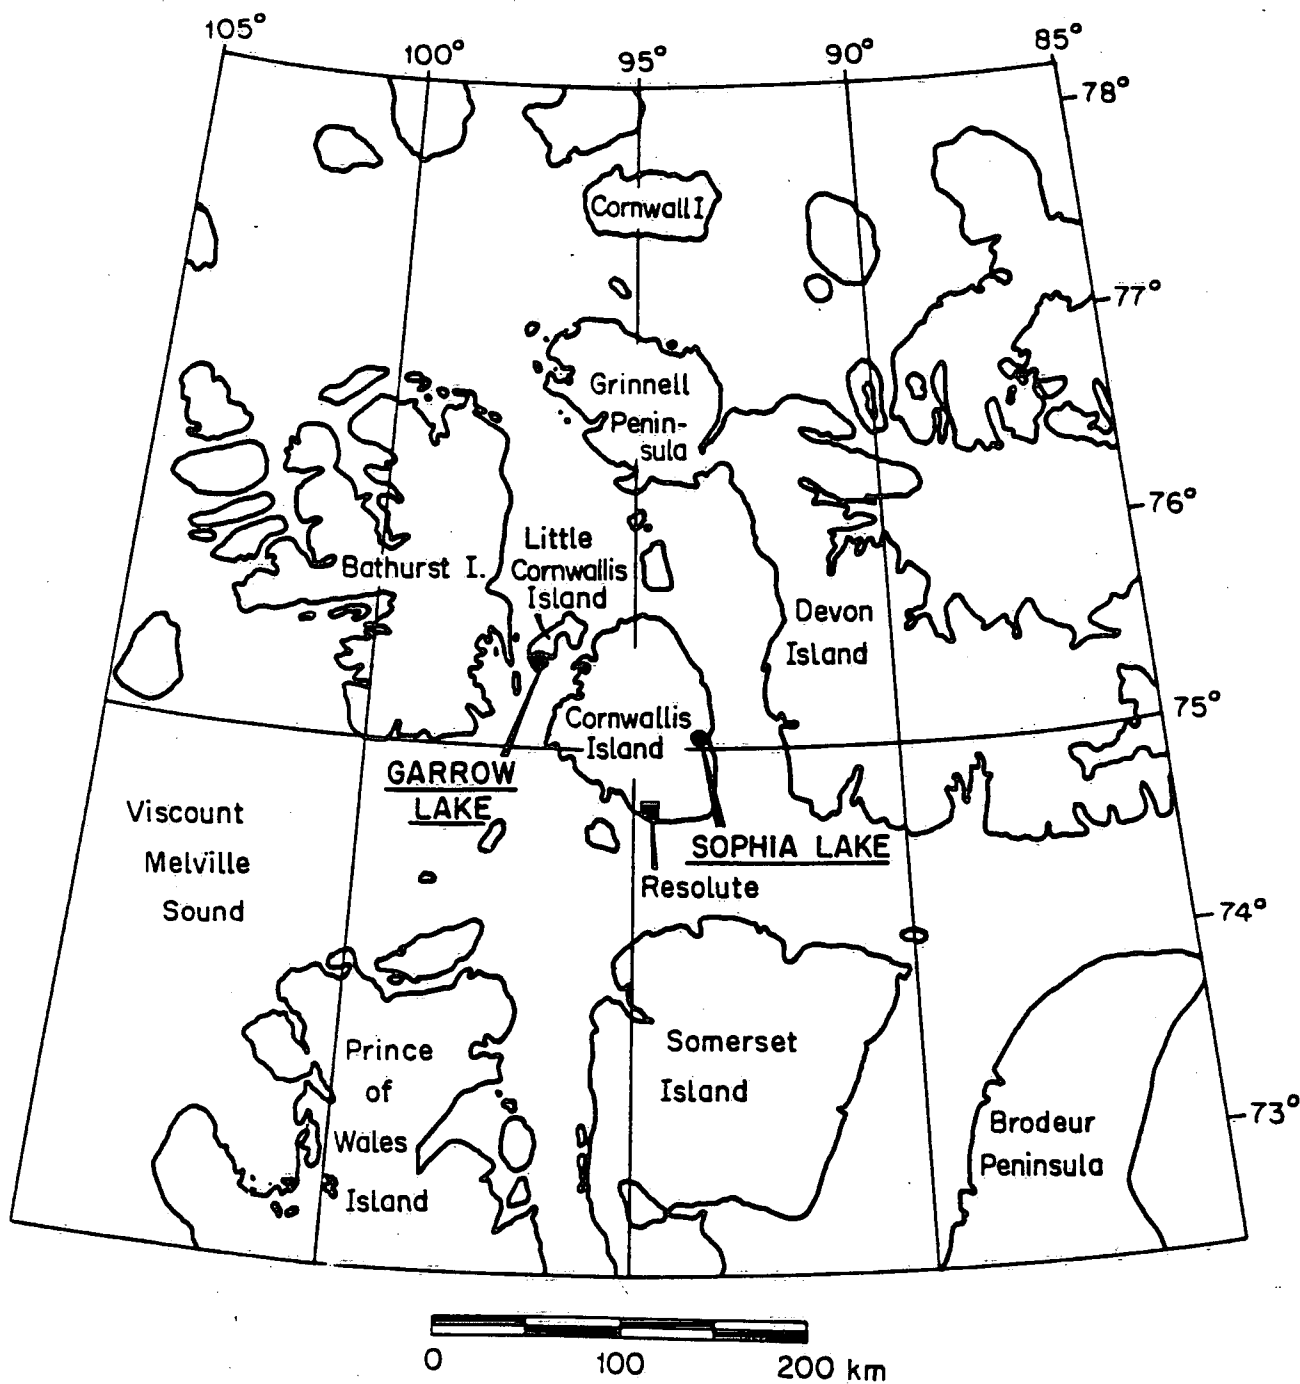 105°
100°
95°
90°
85°
78°
Cornwall I
77°
Grinnell
Penin-
sula
76°
Little
Cornwallis
Island
Bathurst I.
Devon
Island
75°
Cornwallis
Island
GARROW
LAKE
Viscount
Melville
Sound
SOPHIA LAKE
Resolute
74°
Somerset
Island
Prince
of
Wales
Island
73°
Brodeur
Peninsula
0 100 200 km